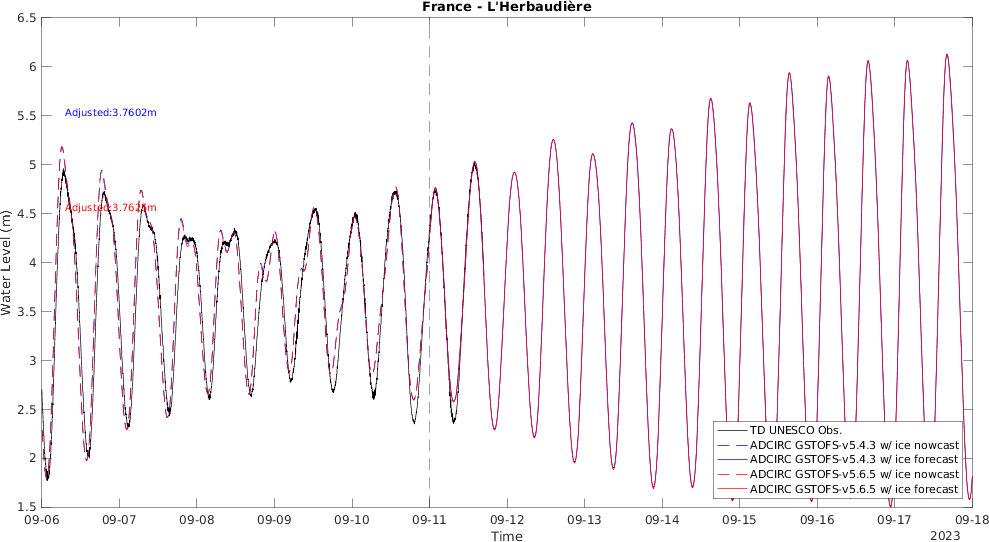 France - L'Herbaudière
6.5
6
5.5
5
4.5
4
3.5
3
2.5
2
1.5
Water Level (m)
Adjusted:3.7602m
Adjusted:3.7625m
TD UNESCO Obs.
ADCIRC GSTOFS-v5.4.3 w/ ice nowcast
ADCIRC GSTOFS-v5.4.3 w/ ice forecast
ADCIRC GSTOFS-v5.6.5 w/ ice nowcast
ADCIRC GSTOFS-v5.6.5 w/ ice forecast
09-06 09-07 09-08 09-09 09-10 09-11 09-12 09-13 09-14 09-15 09-16 09-17 09-18
Time
2023